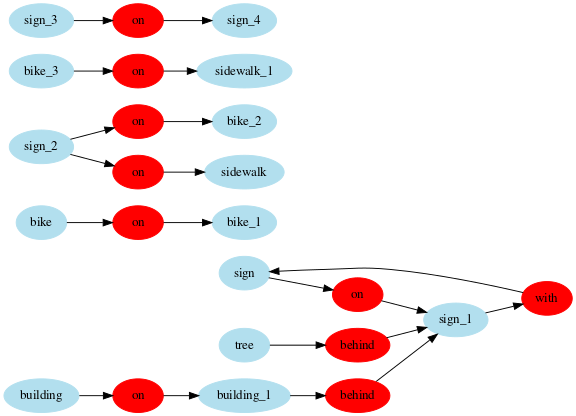 sign_3 on sign_4
bike_3 on sidewalk_1
on bike_2
sign_2
on sidewalk
bike on bike_1
sign
on with
sign_1
tree behind
building on building_1 behind